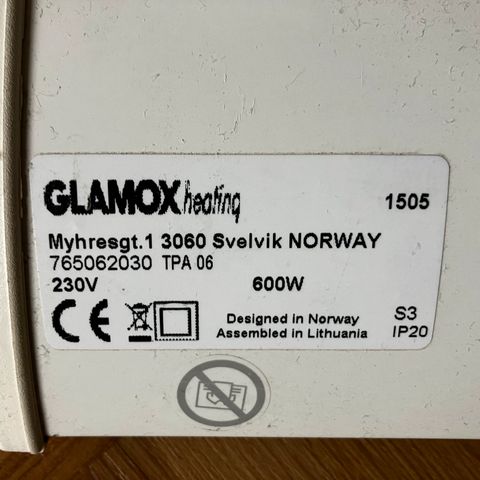 GLAMOX heating 1505
Myhresgt.1 3060 Svelvik NORWAY
765062030 TPA 06
230V 600W
CE
Designed in Norway S3
Assembled in Lithuania IP20